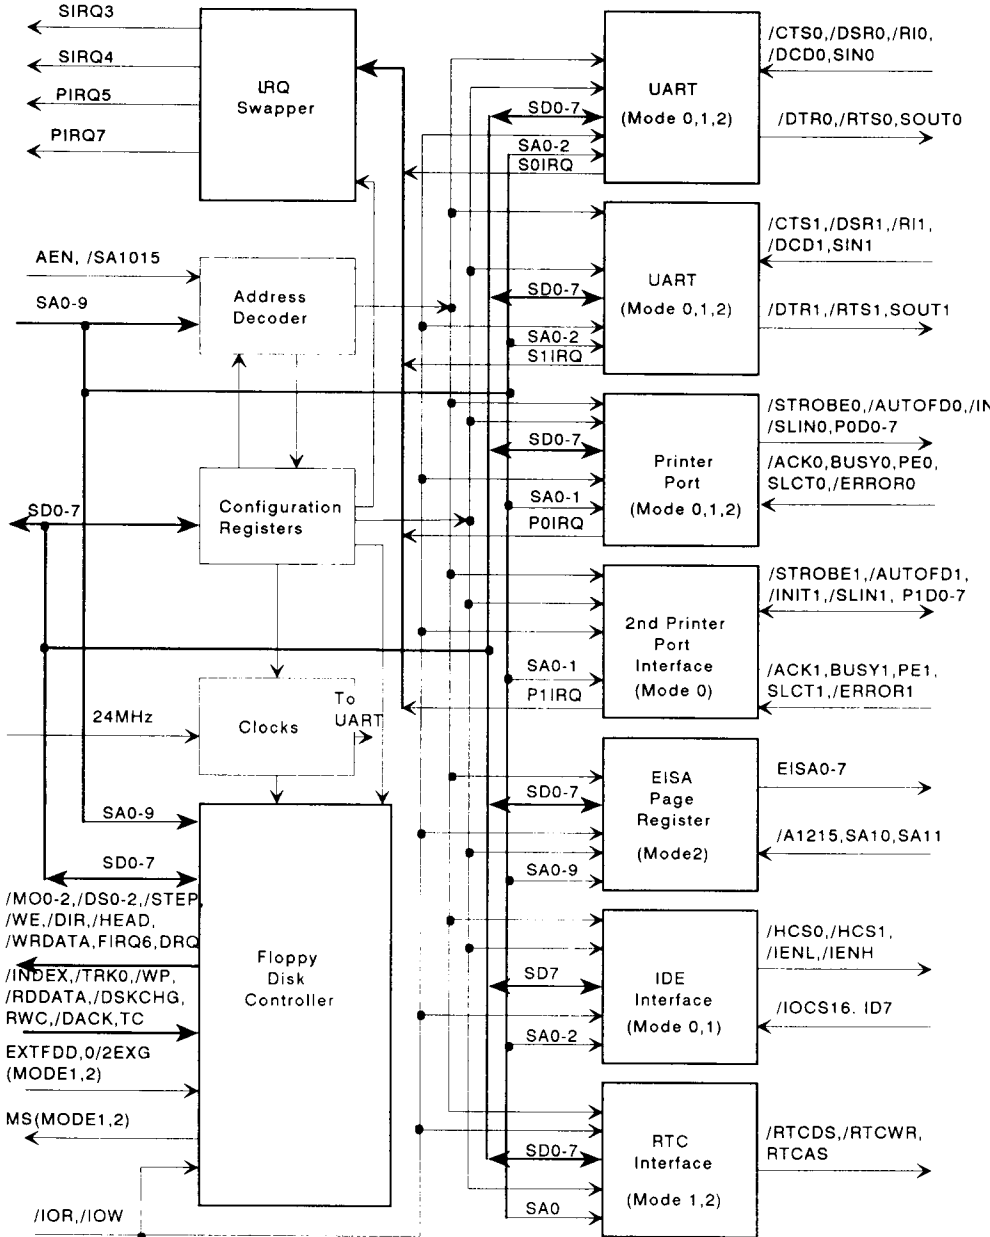 SIRQ3
SIRQ4
PIRQ5
PIRQ7
IRQ
Swapper
AEN, /SA1015
SA0-9
Address
Decoder
SD0-7
Configuration
Registers
24MHz
Clocks
To
UART
SA0-9
SD0-7
/MO0-2,/DS0-2,/STEP,
/WE,/DIR,/HEAD,
/WRDATA,FIRQ6,DRQ
/INDEX,/TRK0,/WP,
/RDDATA,/DSKCHG,
RWC,/DACK,TC
EXTFDD,0/2EXG
(MODE1,2)
MS(MODE1,2)
/IOR,/IOW
Floppy
Disk
Controller
SD0-7
SA0-2
S0IRQ
UART
(Mode 0,1,2)
/CTS0,/DSR0,/RI0,
/DCD0,SIN0
/DTR0,/RTS0,SOUT0
SD0-7
SA0-2
S1IRQ
UART
(Mode 0,1,2)
/CTS1,/DSR1,/RI1,
/DCD1,SIN1
/DTR1,/RTS1,SOUT1
SD0-7
SA0-1
P0IRQ
Printer
Port
(Mode 0,1,2)
/STROBE0,/AUTOFD0,/IN
/SLIN0,P0D0-7
/ACK0,BUSY0,PE0,
SLCT0,/ERROR0
SA0-1
P1IRQ
2nd Printer
Port
Interface
(Mode 0)
/STROBE1,/AUTOFD1,
/INIT1,/SLIN1, P1D0-7
/ACK1,BUSY1,PE1,
SLCT1,/ERROR1
SD0-7
SA0-9
EISA
Page
Register
(Mode2)
EISA0-7
/A1215,SA10,SA11
SD7
SA0-2
IDE
Interface
(Mode 0,1)
/HCS0,/HCS1,
/IENL,/IENH
/IOCS16. ID7
SD0-7
SA0
RTC
Interface
(Mode 1,2)
/RTCDS,/RTCWR,
RTCAS